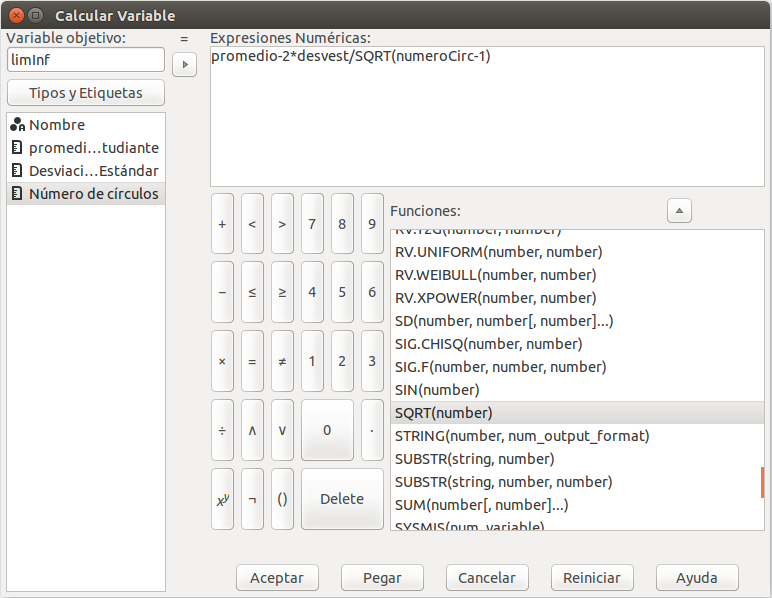 Calcular Variable
Variable objetivo:
=
Expresiones Numéricas:
limInf
promedio-2*desvest/SQRT(numeroCirc-1)
Tipos y Etiquetas
Nombre
promedi...tudiante
Desviaci...Estándar
Número de círculos
+ < > 7 8 9
− ≤ ≥ 4 5 6
× = ≠ 1 2 3
÷ ∧ ∨ 0 .
xʸ ¬ () Delete
Funciones:
RV.UNIFORM(number, number)
RV.WEIBULL(number, number)
RV.XPOWER(number, number)
SD(number, number[, number]...)
SIG.CHISQ(number, number)
SIG.F(number, number, number)
SIN(number)
SQRT(number)
STRING(number, num_output_format)
SUBSTR(string, number)
SUBSTR(string, number, number)
SUM(number[, number]...)
SYSMIS(num_variable)
Aceptar
Pegar
Cancelar
Reiniciar
Ayuda